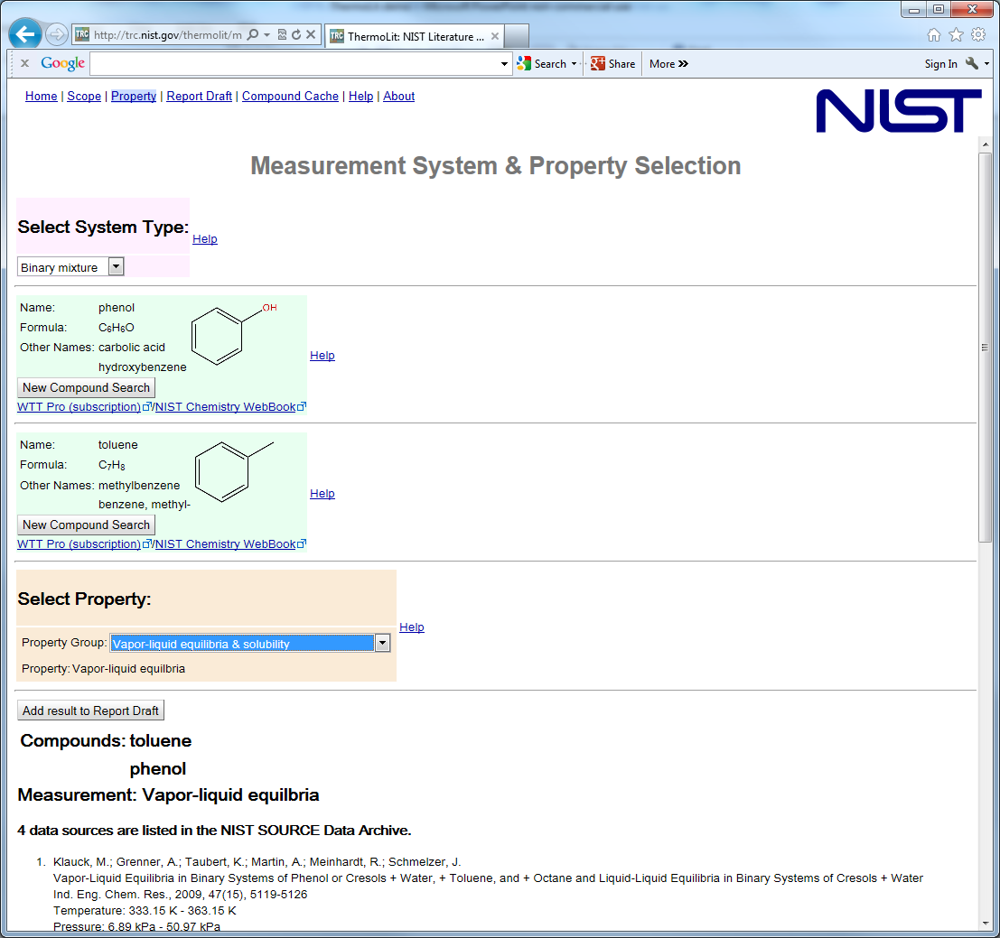 TRC http://trc.nist.gov/thermolit/m
TRC ThermoLit: NIST Literature ...
x Google Search Share More »
Sign In
Home | Scope | Property | Report Draft | Compound Cache | Help | About
NIST
Measurement System & Property Selection
Select System Type: Help
Binary mixture
Name: phenol
OH
Formula: C₆H₆O
Other Names: carbolic acid
Help
hydroxybenzene
New Compound Search
WTT Pro (subscription)/NIST Chemistry WebBook
Name: toluene
Formula: C₇H₈
Other Names: methylbenzene
Help
benzene, methyl-
New Compound Search
WTT Pro (subscription)/NIST Chemistry WebBook
Select Property:
Help
Property Group: Vapor-liquid equilibria & solubility
Property: Vapor-liquid equilbria
Add result to Report Draft
Compounds: toluene
phenol
Measurement: Vapor-liquid equilbria
4 data sources are listed in the NIST SOURCE Data Archive.
1. Klauck, M.; Grenner, A.; Taubert, K.; Martin, A.; Meinhardt, R.; Schmelzer, J.
Vapor-Liquid Equilibria in Binary Systems of Phenol or Cresols + Water, + Toluene, and + Octane and Liquid-Liquid Equilibria in Binary Systems of Cresols + Water
Ind. Eng. Chem. Res., 2009, 47(15), 5119-5126
Temperature: 333.15 K - 363.15 K
Pressure: 6.89 kPa - 50.97 kPa